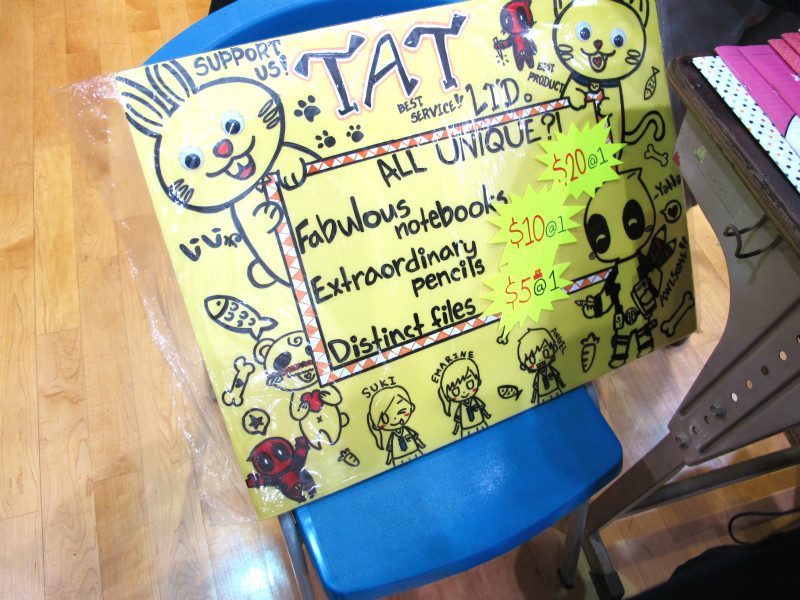 SUPPORT
US!
TAT
LTD.
BEST
SERVICE!!
BEST
PRODUCT
ALL UNIQUE?!
Fabulous
notebooks
$20@1
Extraordinary
pencils
$10@1
Distinct files
$5@1
AWESOME!!
SUKI
EMARINE